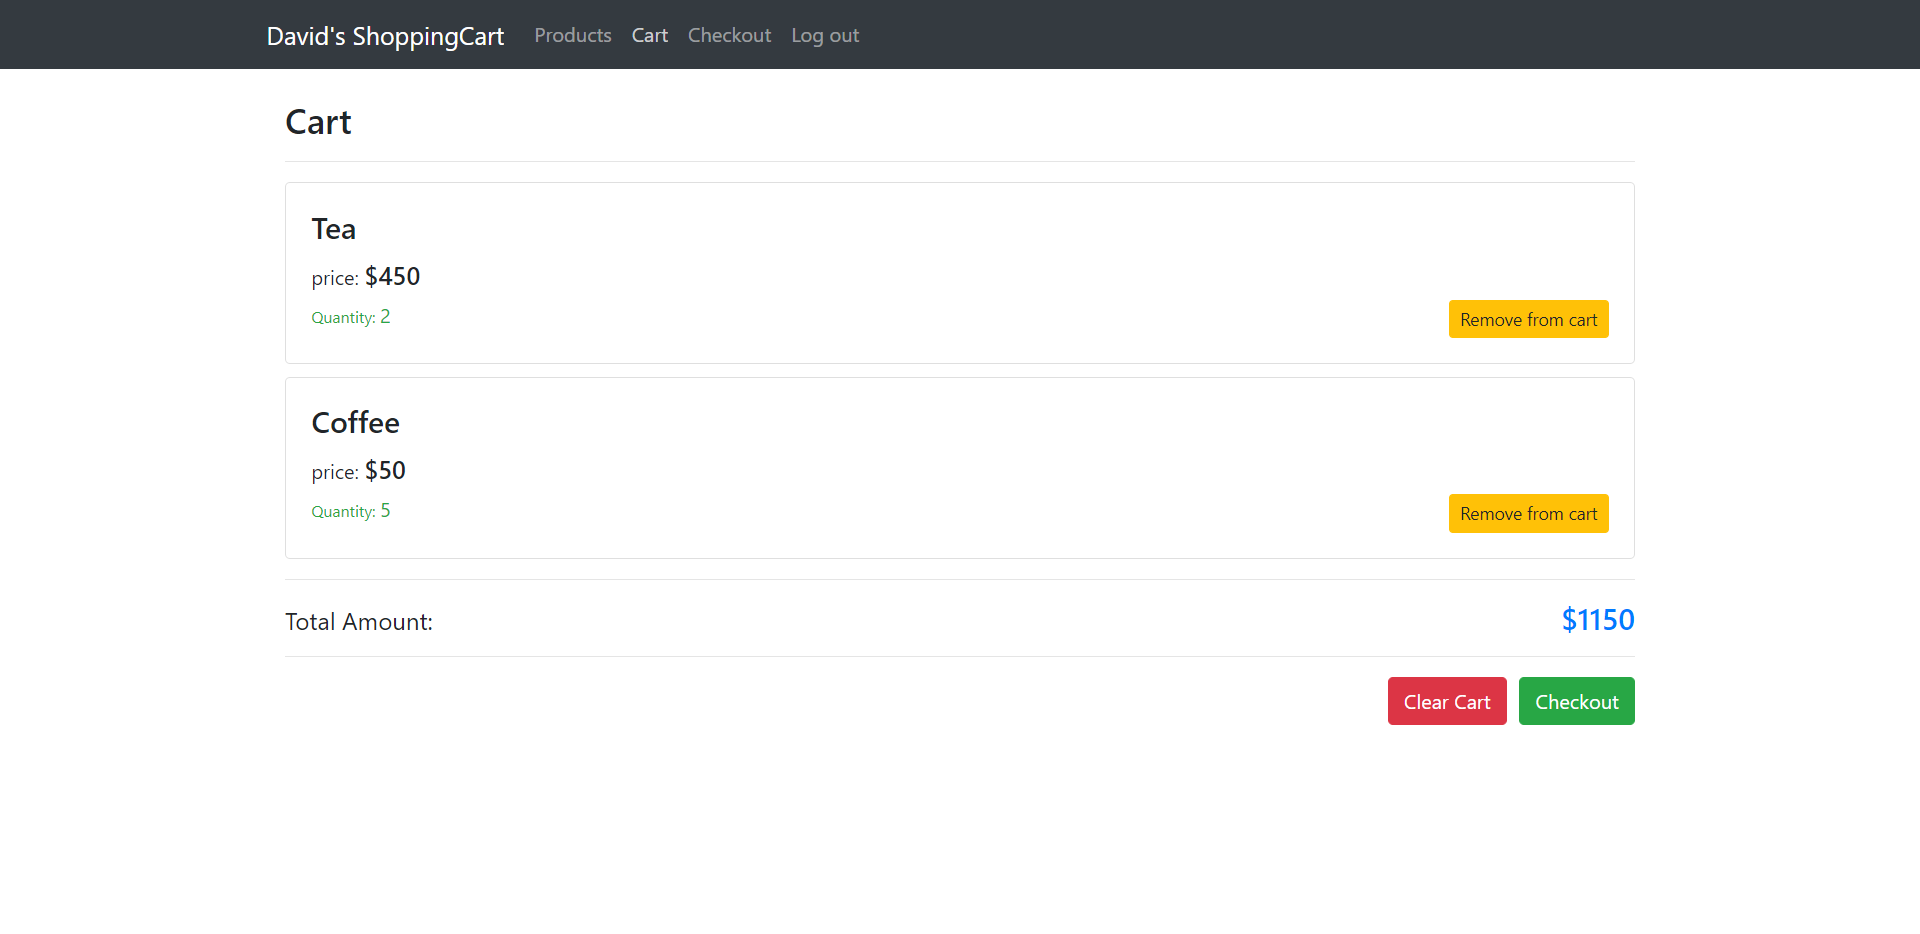 David's ShoppingCart Products Cart Checkout Log out
Cart
Tea
price: $450
Quantity: 2
Remove from cart
Coffee
price: $50
Quantity: 5
Remove from cart
Total Amount: $1150
Clear Cart Checkout